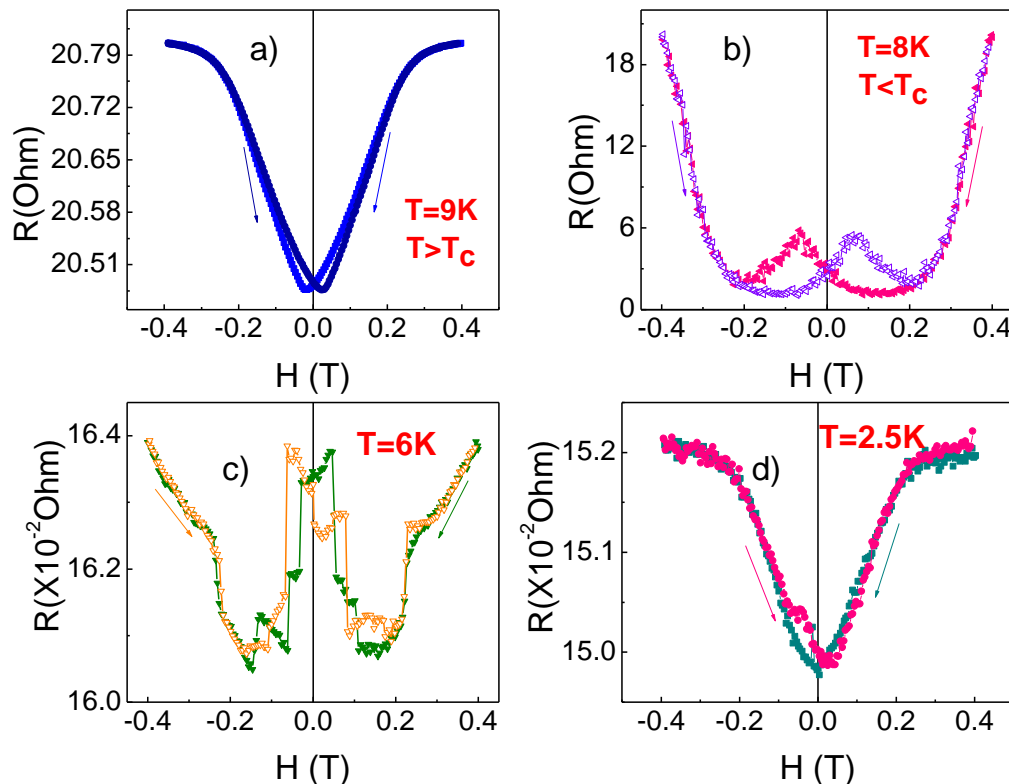 a)
T=9K
T>Tc
R(Ohm)
20.79
20.72
20.65
20.58
20.51
-0.4 -0.2 0.0 0.2 0.4
H (T)
b)
T=8K
T<Tc
R(Ohm)
18
12
6
0
-0.4 -0.2 0.0 0.2 0.4
H (T)
c)
T=6K
R(X10⁻²Ohm)
16.4
16.2
16.0
-0.4 -0.2 0.0 0.2 0.4
H (T)
d)
T=2.5K
R(X10⁻²Ohm)
15.2
15.1
15.0
-0.4 -0.2 0.0 0.2 0.4
H (T)